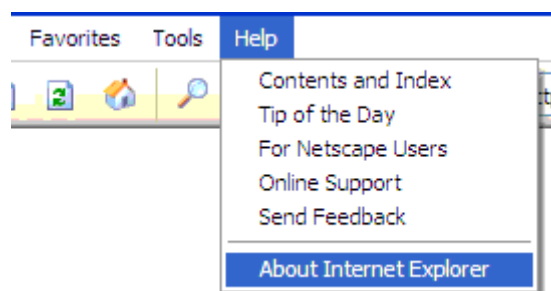 Favorites Tools Help
Contents and Index
Tip of the Day
For Netscape Users
Online Support
Send Feedback
About Internet Explorer